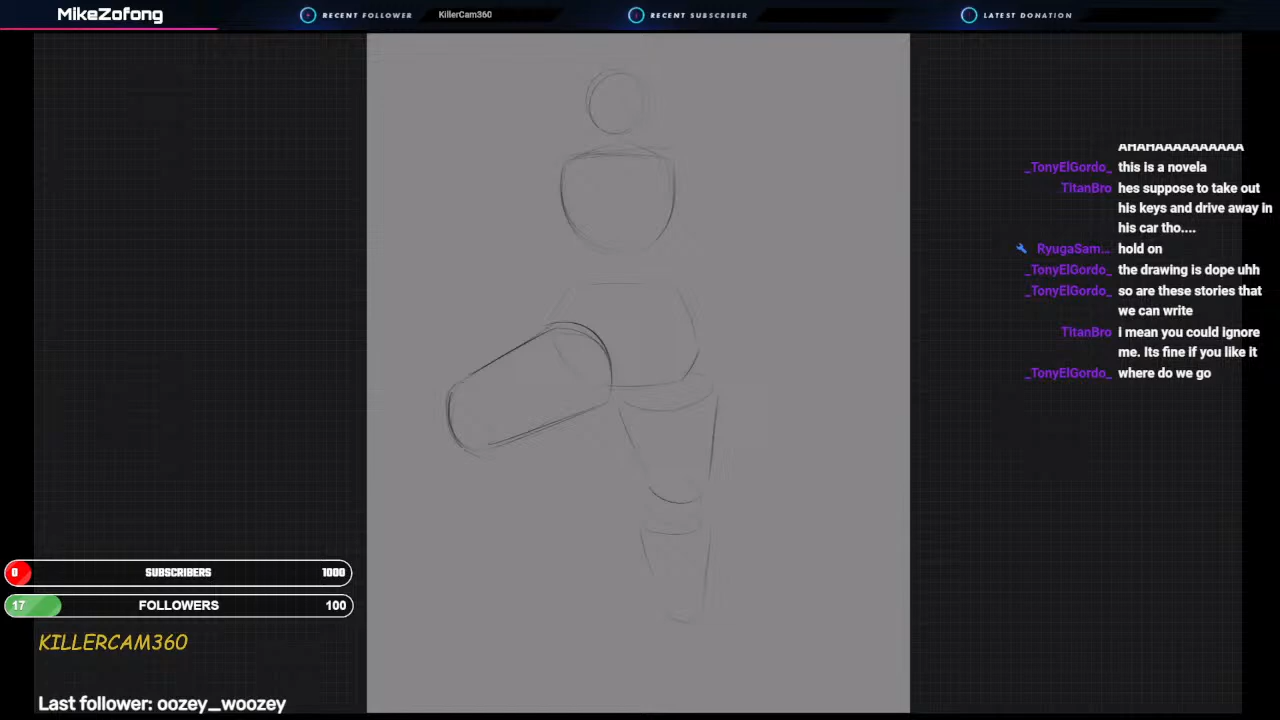 MikeZofong
RECENT FOLLOWER
KillerCam360
RECENT SUBSCRIBER
LATEST DONATION
AHAHAAAAAAAAAA
_TonyElGordo_ this is a novela
TitanBro hes suppose to take out
his keys and drive away in
his car tho....
RyugaSam... hold on
_TonyElGordo_ the drawing is dope uhh
_TonyElGordo_ so are these stories that
we can write
TitanBro i mean you could ignore
me. Its fine if you like it
_TonyElGordo_ where do we go
0 SUBSCRIBERS 1000
17 FOLLOWERS 100
KILLERCAM360
Last follower: oozey_woozey